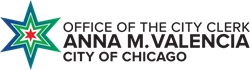 OFFICE OF THE CITY CLERK
ANNA M. VALENCIA
CITY OF CHICAGO